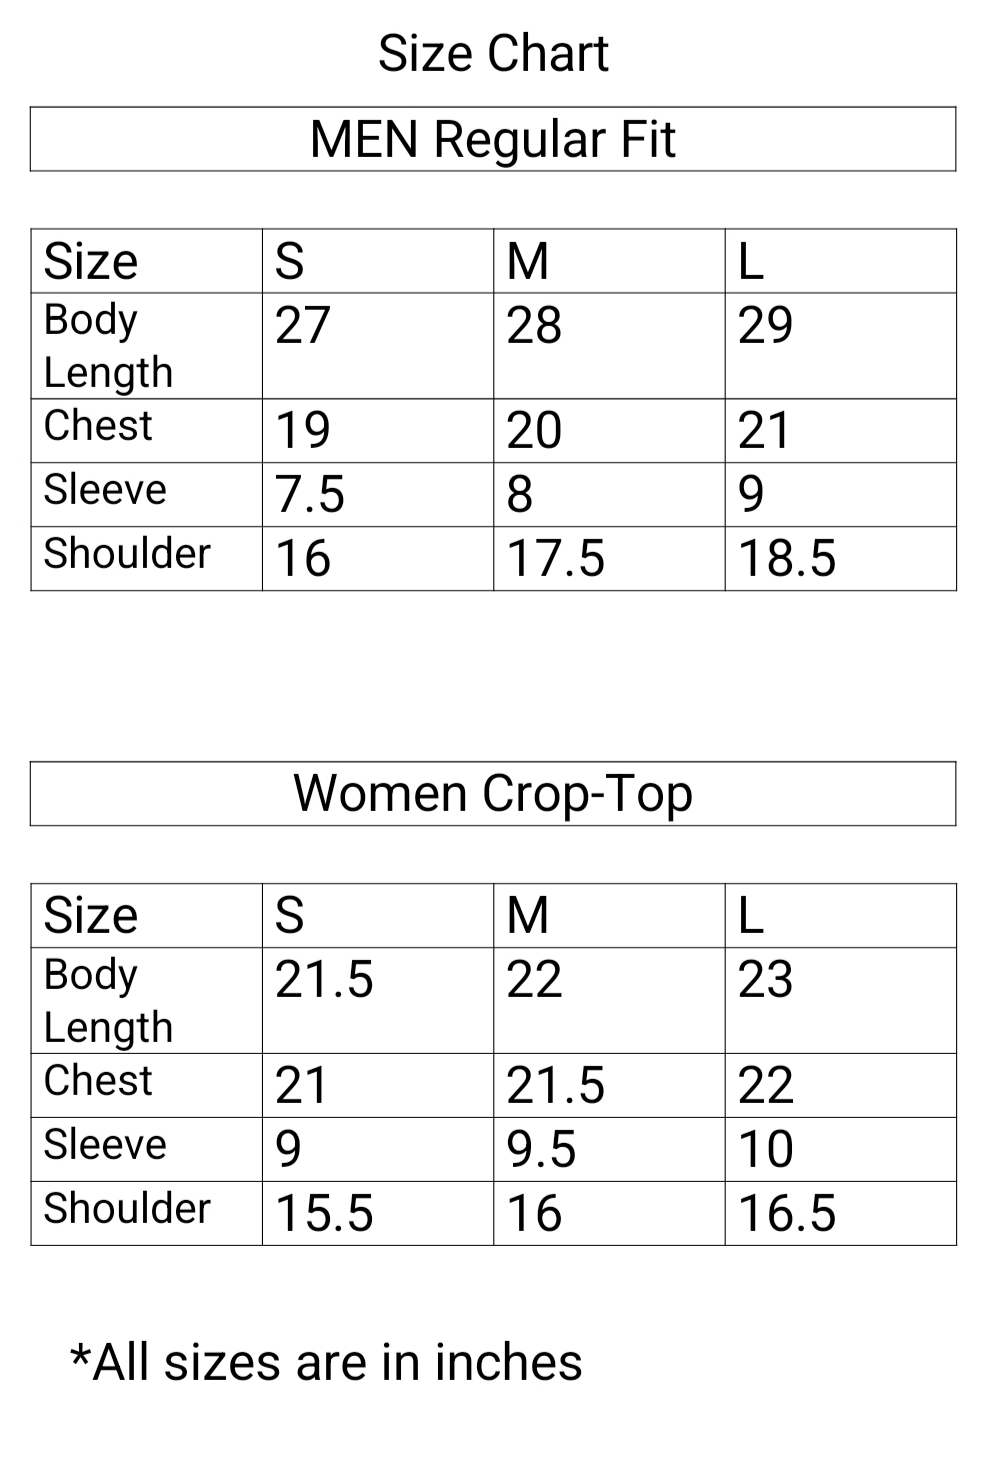 Size Chart
MEN Regular Fit
Size S M L
Body Length 27 28 29
Chest 19 20 21
Sleeve 7.5 8 9
Shoulder 16 17.5 18.5
Women Crop-Top
Size S M L
Body Length 21.5 22 23
Chest 21 21.5 22
Sleeve 9 9.5 10
Shoulder 15.5 16 16.5
*All sizes are in inches